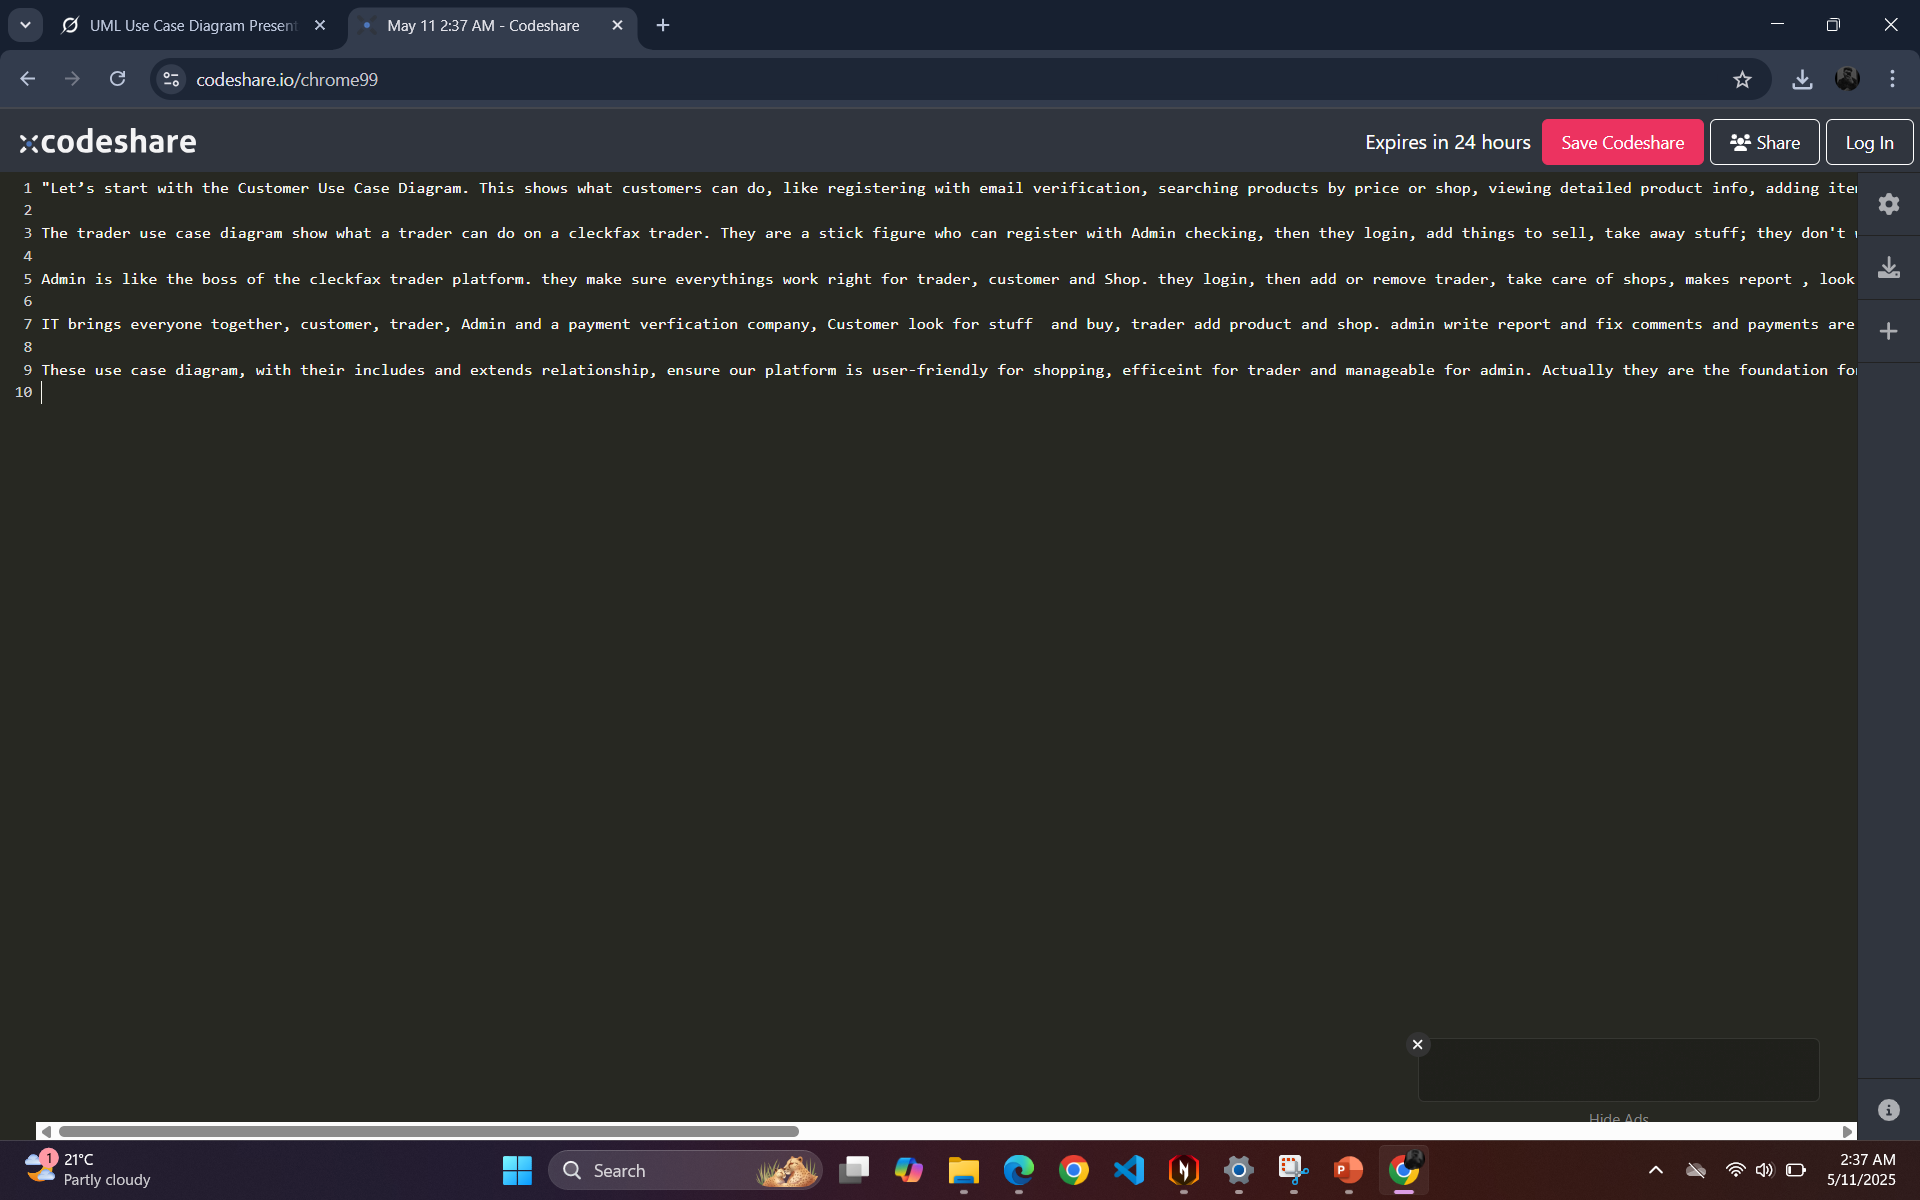 UML Use Case Diagram Present
May 11 2:37 AM - Codeshare
codeshare.io/chrome99
codeshare
Expires in 24 hours
Save Codeshare
Share
Log In
1 "Let’s start with the Customer Use Case Diagram. This shows what customers can do, like registering with email verification, searching products by price or shop, viewing detailed product info, adding ite
2
3 The trader use case diagram show what a trader can do on a cleckfax trader. They are a stick figure who can register with Admin checking, then they login, add things to sell, take away stuff; they don't
4
5 Admin is like the boss of the cleckfax trader platform. they make sure everythings work right for trader, customer and Shop. they login, then add or remove trader, take care of shops, makes report , look
6
7 IT brings everyone together, customer, trader, Admin and a payment verfication company, Customer look for stuff  and buy, trader add product and shop. admin write report and fix comments and payments are
8
9 These use case diagram, with their includes and extends relationship, ensure our platform is user-friendly for shopping, efficeint for trader and manageable for admin. Actually they are the foundation fo
10
Hide Ads
1
21°C
Partly cloudy
Search
2:37 AM
5/11/2025